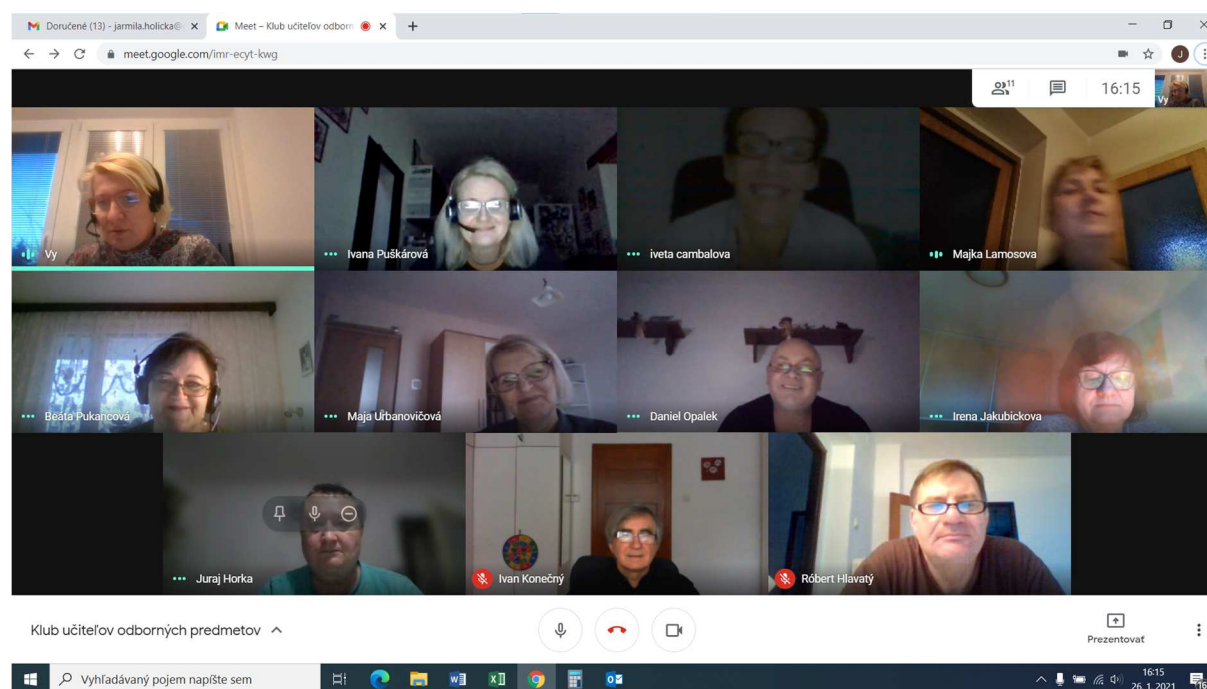 Doručené (13) - jarmila.holicka@
Meet – Klub učiteľov odborn
meet.google.com/imr-ecyt-kwg
J
11
16:15
Vy
Vy
Ivana Puškárová
iveta cambalova
Majka Lamosova
Beáta Pukančová
Maja Urbanovičová
Daniel Opalek
Irena Jakubickova
Juraj Horka
Ivan Konečný
Róbert Hlavatý
Klub učiteľov odborných predmetov
Prezentovať
Vyhľadávaný pojem napíšte sem
16:15
26. 1. 2021
16